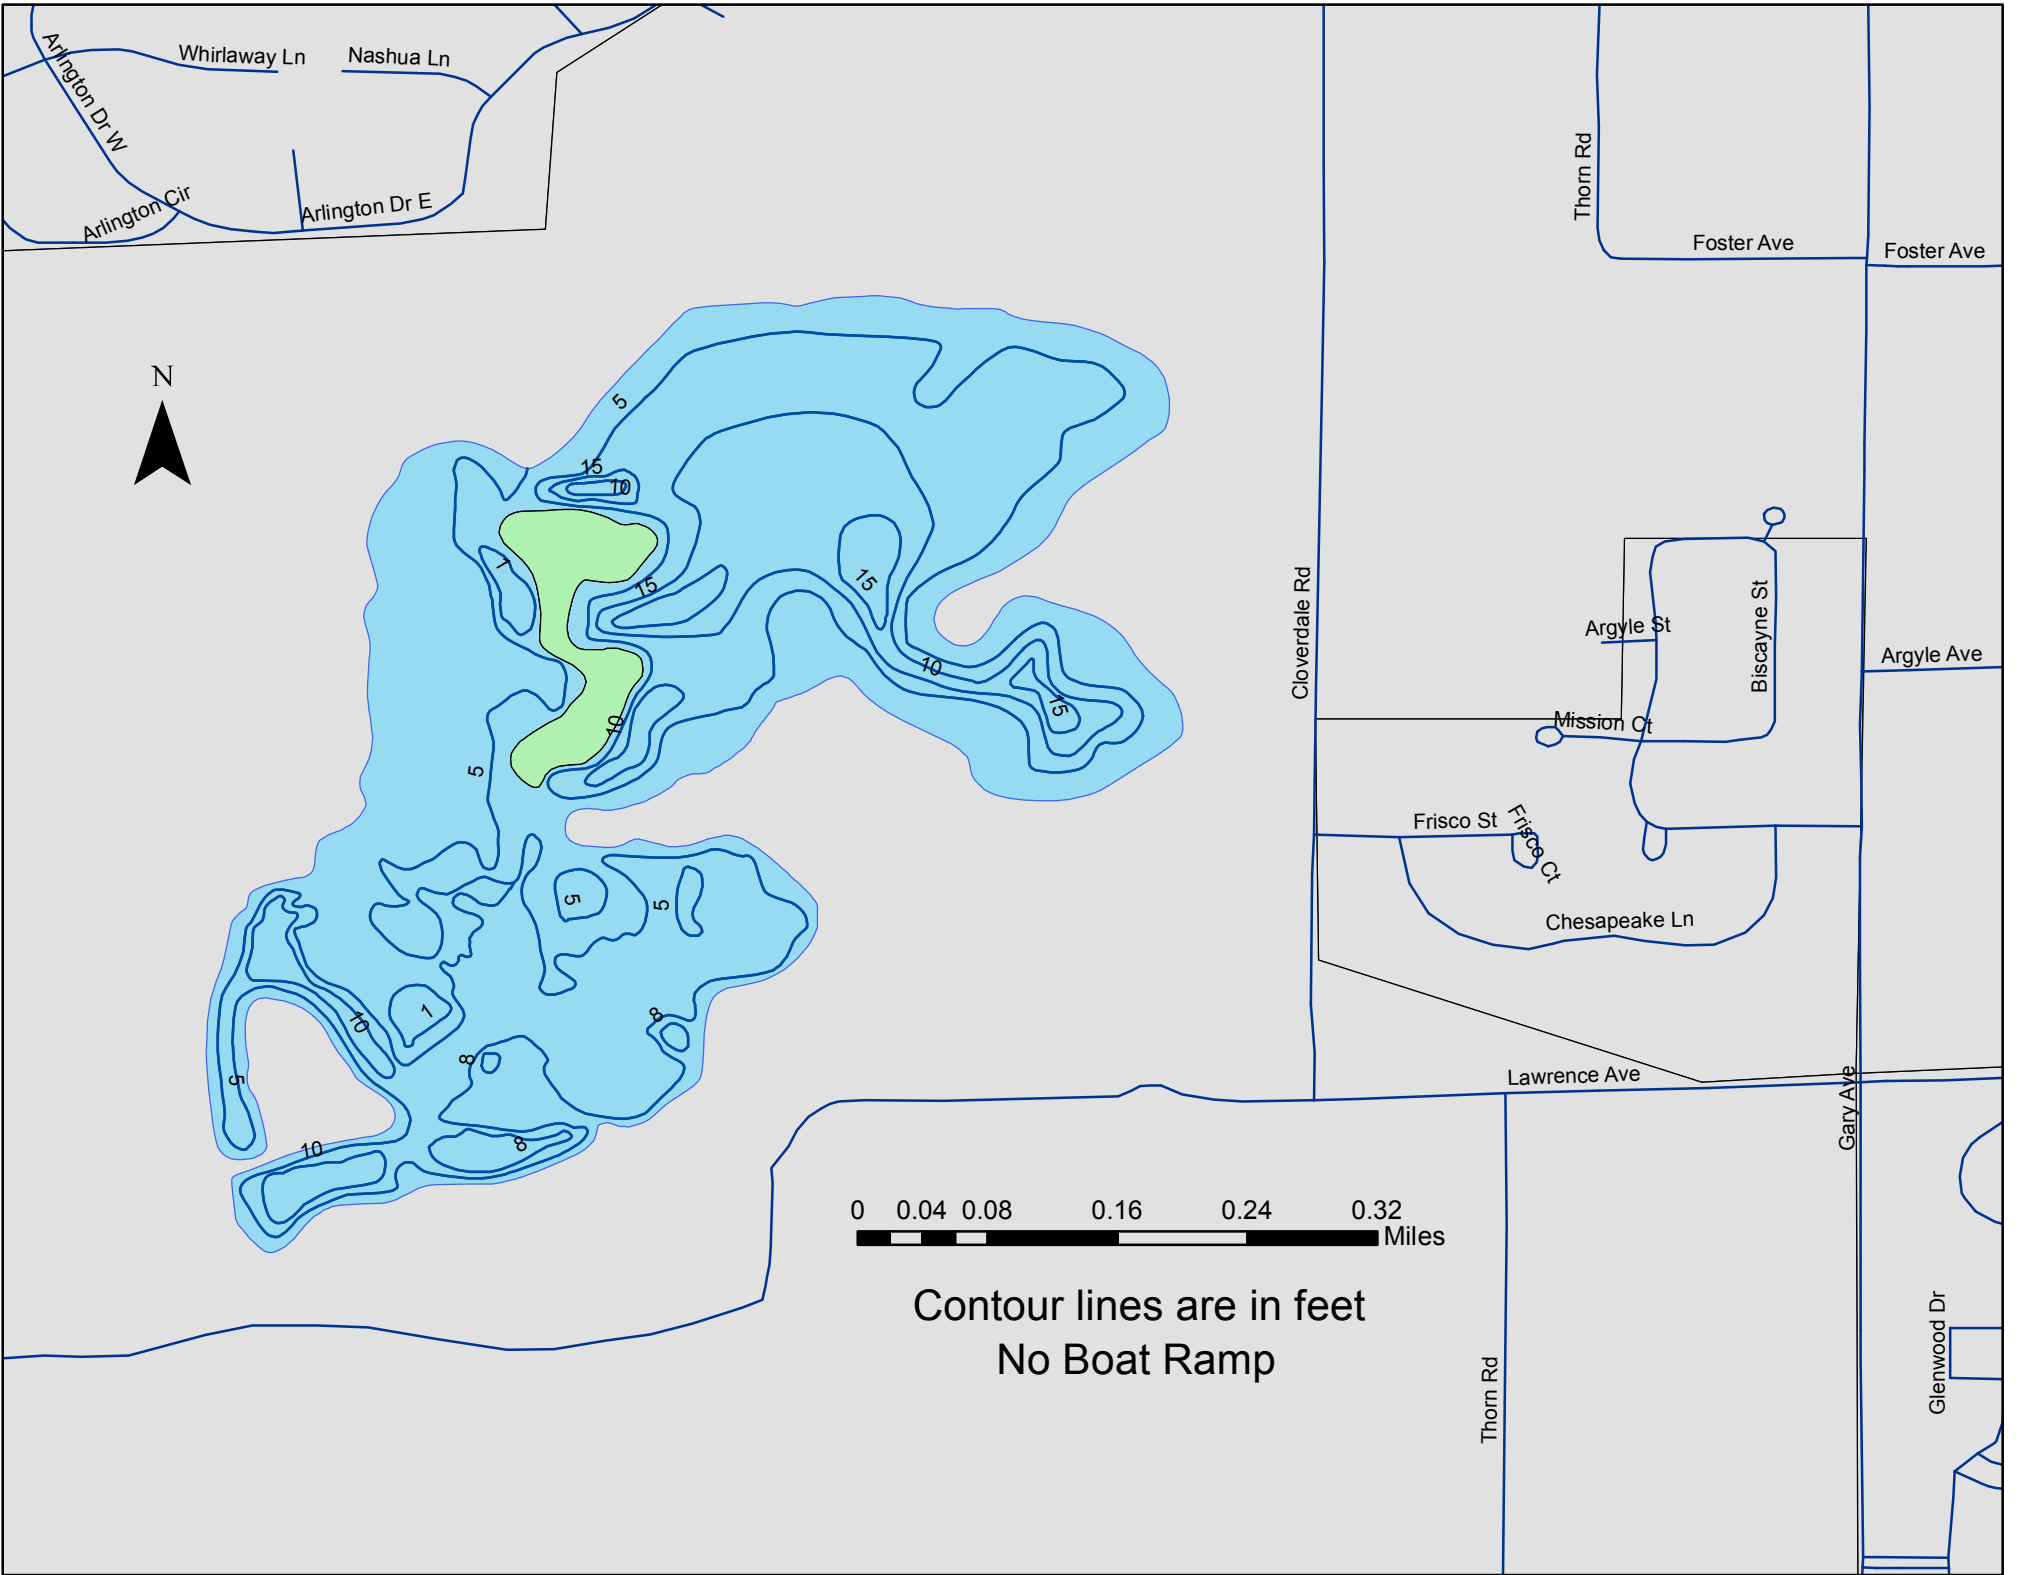 Whirlaway Ln
Nashua Ln
Arlington Dr W
Arlington Cir
Arlington Dr E
Thorn Rd
Foster Ave
Foster Ave
N
5
15
10
7
15
15
10
15
10
5
5
5
1
10
5
8
8
8
10
Cloverdale Rd
Argyle St
Biscayne St
Argyle Ave
Mission Ct
Frisco St
Frisco Ct
Chesapeake Ln
Lawrence Ave
Gary Ave
0 0.04 0.08 0.16 0.24 0.32
Miles
Contour lines are in feet
No Boat Ramp
Thorn Rd
Glenwood Dr